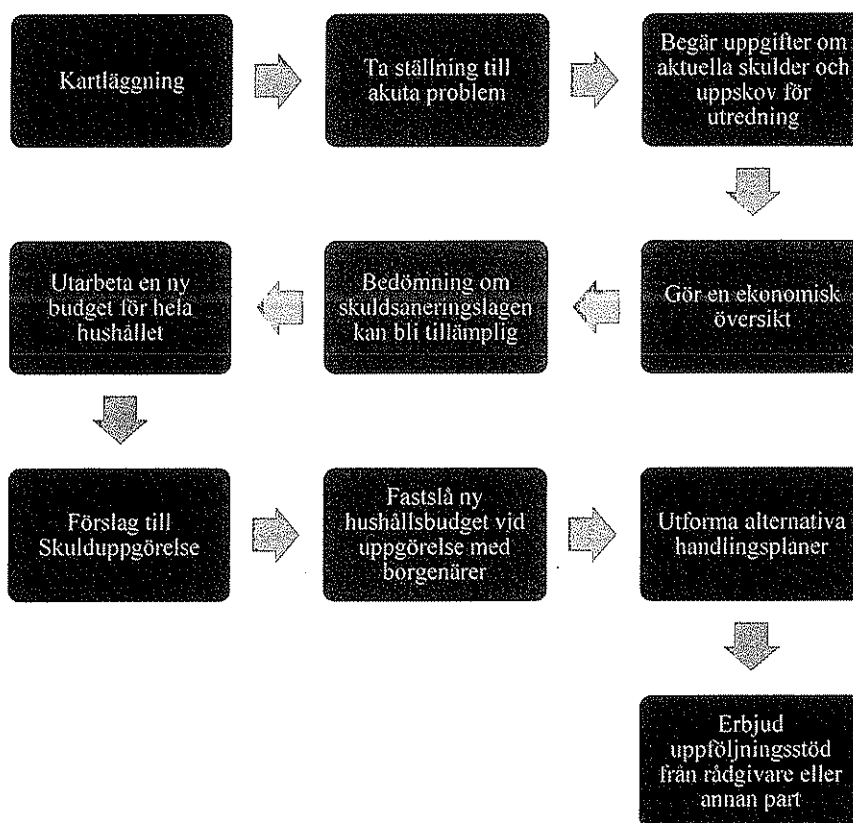 Kartläggning
Ta ställning till
akuta problem
Begär uppgifter om
aktuella skulder och
uppskov för
utredning
Gör en ekonomisk
översikt
Bedömning om
skuldsaneringslagen
kan bli tillämplig
Utarbeta en ny
budget för hela
hushållet
Förslag till
Skulduppgörelse
Fastslå ny
hushållsbudget vid
uppgörelse med
borgenärer
Utforma alternativa
handlingsplaner
Erbjud
uppföljningsstöd
från rådgivare eller
annan part